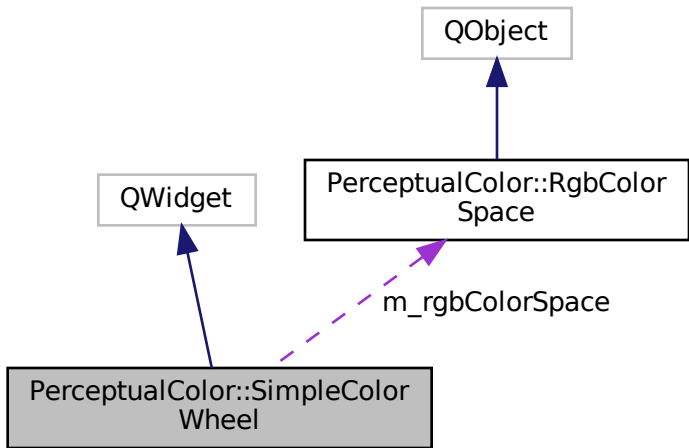 QObject
PerceptualColor::RgbColor
Space
QWidget
m_rgbColorSpace
PerceptualColor::SimpleColor
Wheel